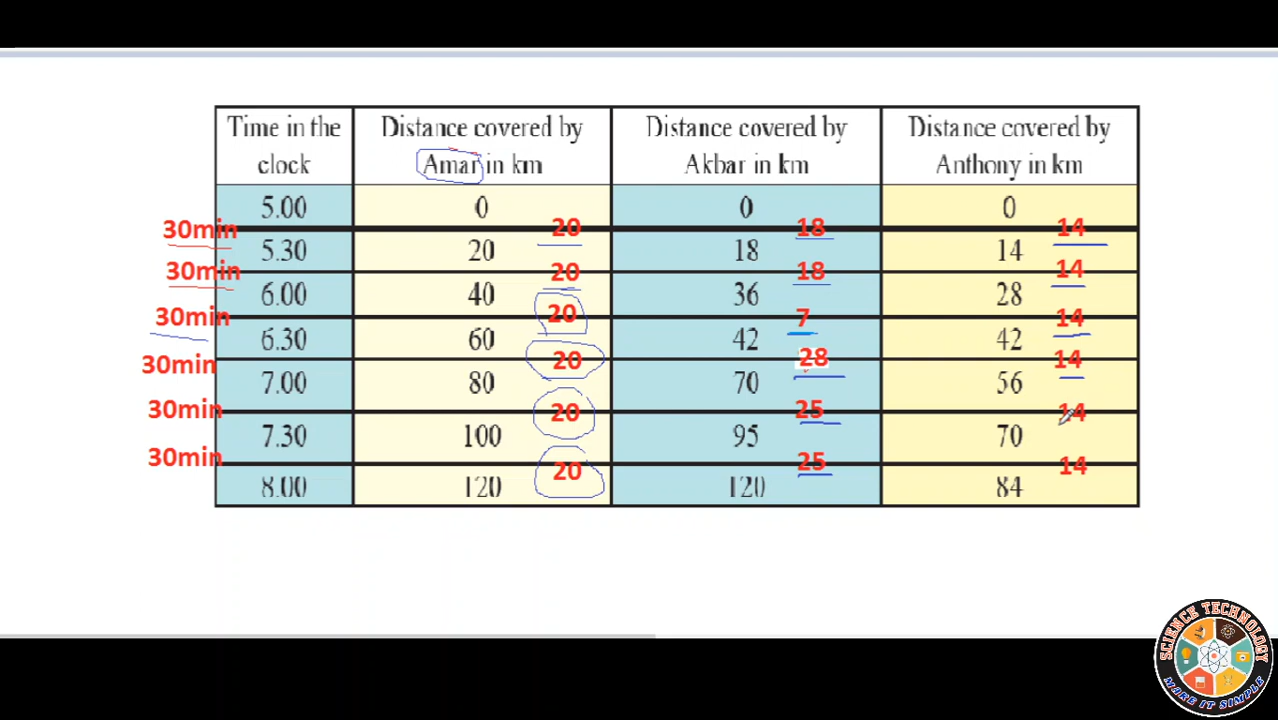 Time in the clock Distance covered by Amar in km Distance covered by Akbar in km Distance covered by Anthony in km
5.00 0 0 0
30min 20 18 14
5.30 20 18 14
30min 20 18 14
6.00 40 36 28
30min 20 7 14
6.30 60 42 42
30min 20 28 14
7.00 80 70 56
30min 20 25 14
7.30 100 95 70
30min 20 25 14
8.00 120 120 84
SCIENCE TECHNOLOGY
MORE IT SIMPLE